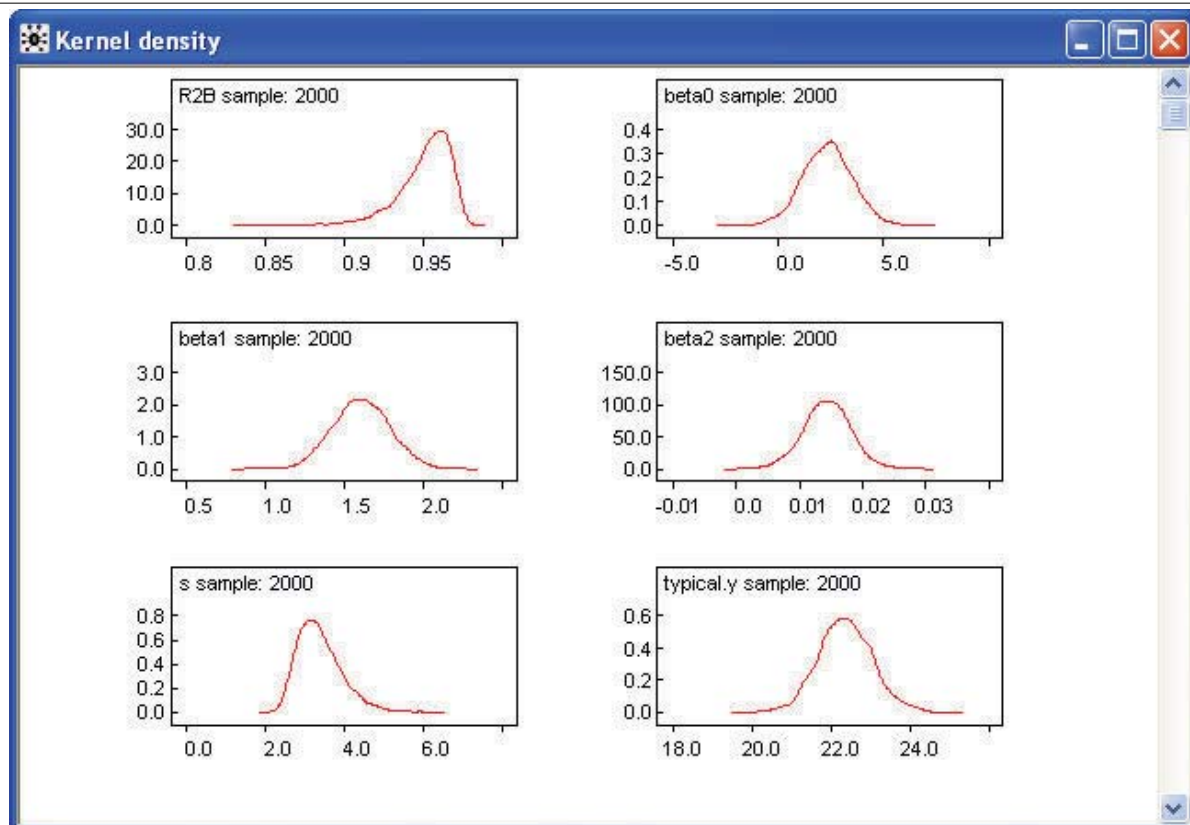 Kernel density
R2B sample: 2000
30.0
20.0
10.0
0.0
0.8 0.85 0.9 0.95
beta0 sample: 2000
0.4
0.3
0.2
0.1
0.0
-5.0 0.0 5.0
beta1 sample: 2000
3.0
2.0
1.0
0.0
0.5 1.0 1.5 2.0
beta2 sample: 2000
150.0
100.0
50.0
0.0
-0.01 0.0 0.01 0.02 0.03
s sample: 2000
0.8
0.6
0.4
0.2
0.0
0.0 2.0 4.0 6.0
typical.y sample: 2000
0.6
0.4
0.2
0.0
18.0 20.0 22.0 24.0